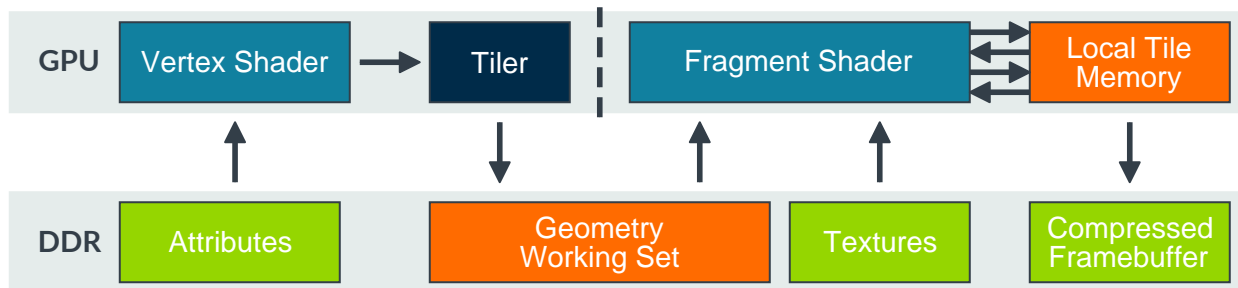 GPU
Vertex Shader
Tiler
Fragment Shader
Local Tile
Memory
DDR
Attributes
Geometry
Working Set
Textures
Compressed
Framebuffer